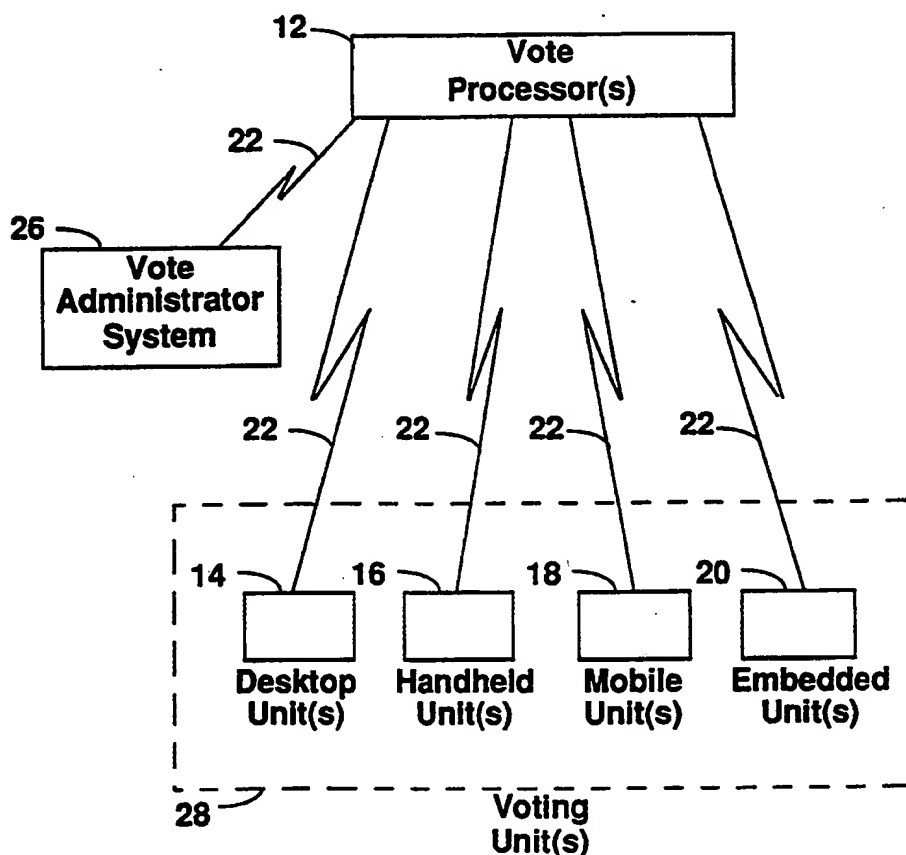 12
Vote
Processor(s)
22
26
Vote
Administrator
System
22
22
22
22
14
16
18
20
Desktop
Unit(s)
Handheld
Unit(s)
Mobile
Unit(s)
Embedded
Unit(s)
28
Voting
Unit(s)